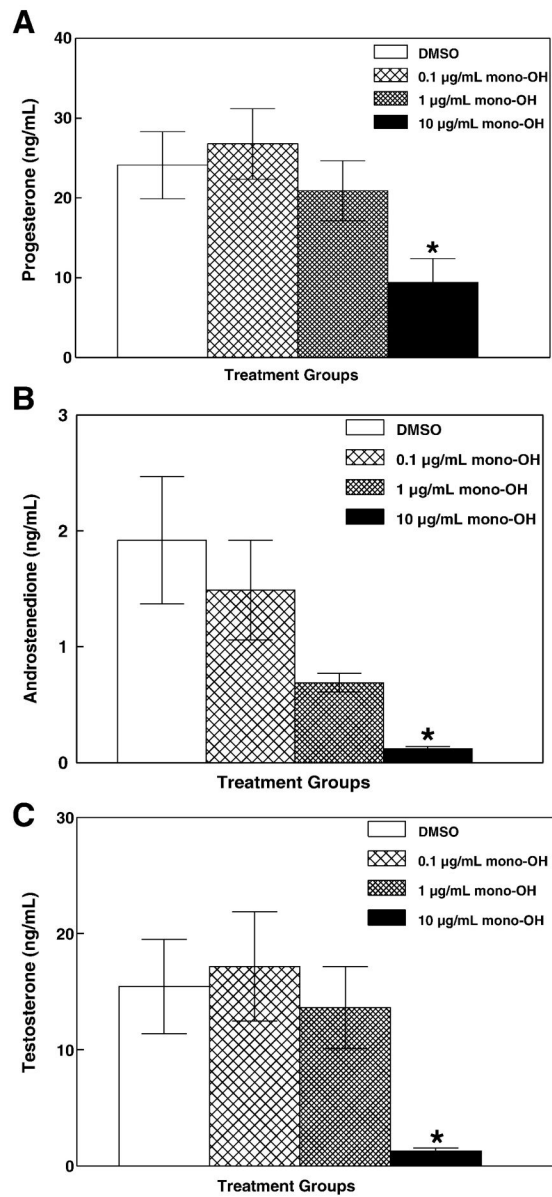 A
40
30
20
10
0
Progesterone (ng/mL)
DMSO
0.1 µg/mL mono-OH
1 µg/mL mono-OH
10 µg/mL mono-OH
*
Treatment Groups
B
3
2
1
0
Androstenedione (ng/mL)
DMSO
0.1 µg/mL mono-OH
1 µg/mL mono-OH
10 µg/mL mono-OH
*
Treatment Groups
C
30
20
10
0
Testosterone (ng/mL)
DMSO
0.1 µg/mL mono-OH
1 µg/mL mono-OH
10 µg/mL mono-OH
*
Treatment Groups